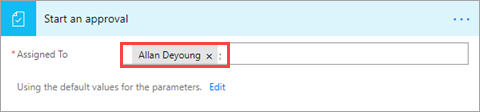 Start an approval ...
* Assigned To
Allan Deyoung × ;
Using the default values for the parameters. Edit